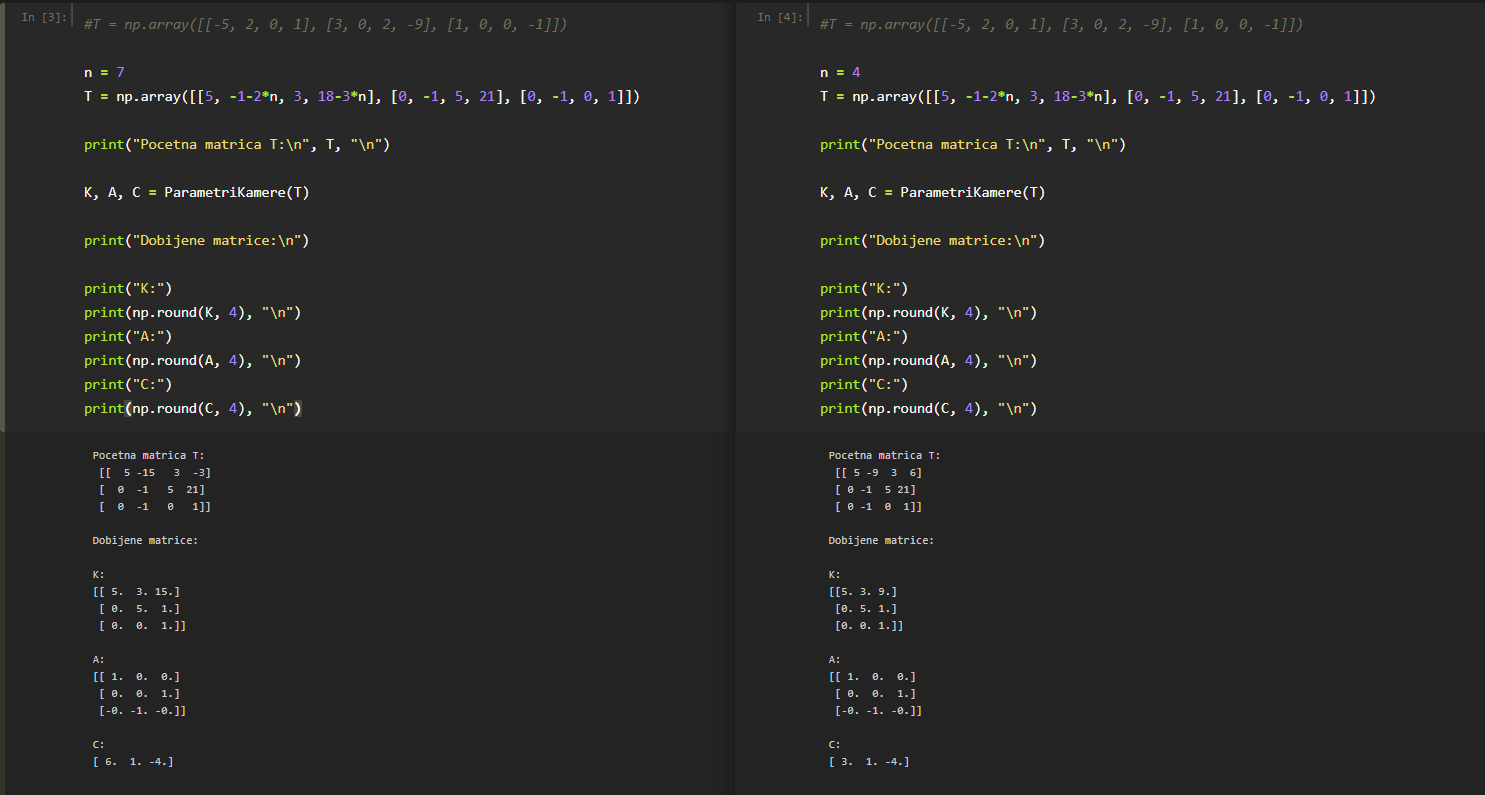 In [3]:
#T = np.array([[-5, 2, 0, 1], [3, 0, 2, -9], [1, 0, 0, -1]])
n = 7
T = np.array([[5, -1-2*n, 3, 18-3*n], [0, -1, 5, 21], [0, -1, 0, 1]])
print("Pocetna matrica T:\n", T, "\n")
K, A, C = ParametriKamere(T)
print("Dobijene matrice:\n")
print("K:")
print(np.round(K, 4), "\n")
print("A:")
print(np.round(A, 4), "\n")
print("C:")
print(np.round(C, 4), "\n")
Pocetna matrica T:
[[  5 -15   3  -3]
[  0  -1   5  21]
[  0  -1   0   1]]
Dobijene matrice:
K:
[[ 5.  3. 15.]
[ 0.  5.  1.]
[ 0.  0.  1.]]
A:
[[ 1.  0.  0.]
[ 0.  0.  1.]
[-0. -1. -0.]]
C:
[ 6.  1. -4.]
In [4]:
#T = np.array([[-5, 2, 0, 1], [3, 0, 2, -9], [1, 0, 0, -1]])
n = 4
T = np.array([[5, -1-2*n, 3, 18-3*n], [0, -1, 5, 21], [0, -1, 0, 1]])
print("Pocetna matrica T:\n", T, "\n")
K, A, C = ParametriKamere(T)
print("Dobijene matrice:\n")
print("K:")
print(np.round(K, 4), "\n")
print("A:")
print(np.round(A, 4), "\n")
print("C:")
print(np.round(C, 4), "\n")
Pocetna matrica T:
[[ 5 -9  3  6]
[ 0 -1  5 21]
[ 0 -1  0  1]]
Dobijene matrice:
K:
[[5. 3. 9.]
[0. 5. 1.]
[0. 0. 1.]]
A:
[[ 1.  0.  0.]
[ 0.  0.  1.]
[-0. -1. -0.]]
C:
[ 3.  1. -4.]